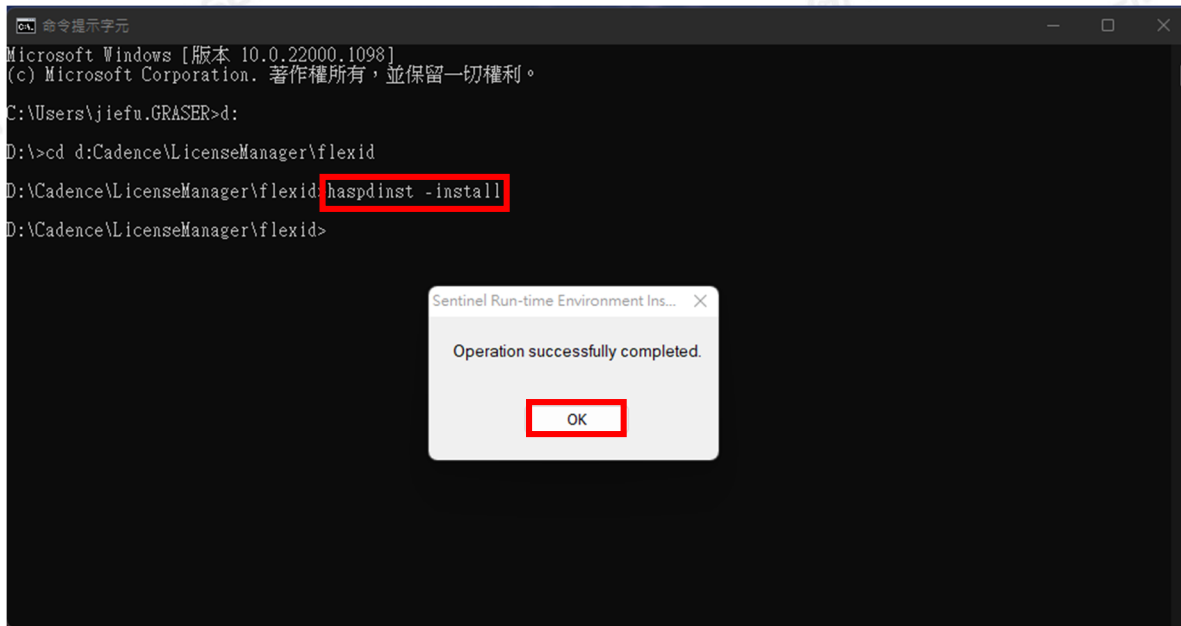 命令提示字元
Microsoft Windows [版本 10.0.22000.1098]
(c) Microsoft Corporation. 著作權所有，並保留一切權利。
C:\Users\jiefu.GRASER>d:
D:\>cd d:Cadence\LicenseManager\flexid
D:\Cadence\LicenseManager\flexid>haspdinst -install
D:\Cadence\LicenseManager\flexid>
Sentinel Run-time Environment Ins...
Operation successfully completed.
OK